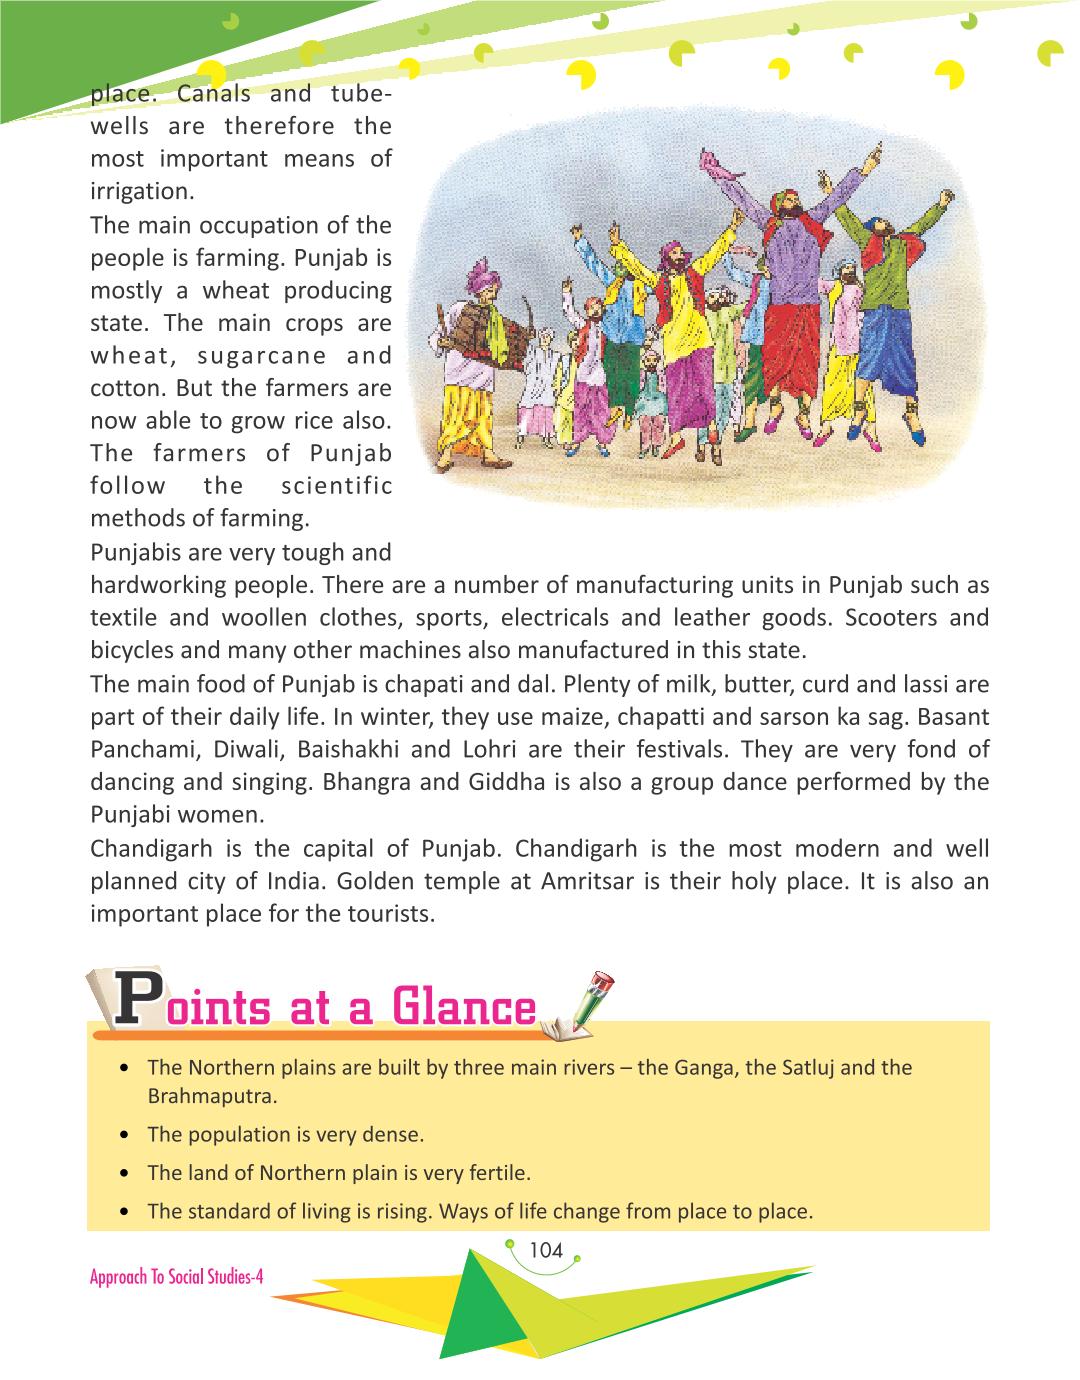 place. Canals and tube-
wells are therefore the
most important means of
irrigation.
The main occupation of the
people is farming. Punjab is
mostly a wheat producing
state. The main crops are
wheat, sugarcane and
cotton. But the farmers are
now able to grow rice also.
The farmers of Punjab
follow the scientific
methods of farming.
Punjabis are very tough and
hardworking people. There are a number of manufacturing units in Punjab such as
textile and woollen clothes, sports, electricals and leather goods. Scooters and
bicycles and many other machines also manufactured in this state.
The main food of Punjab is chapati and dal. Plenty of milk, butter, curd and lassi are
part of their daily life. In winter, they use maize, chapatti and sarson ka sag. Basant
Panchami, Diwali, Baishakhi and Lohri are their festivals. They are very fond of
dancing and singing. Bhangra and Giddha is also a group dance performed by the
Punjabi women.
Chandigarh is the capital of Punjab. Chandigarh is the most modern and well
planned city of India. Golden temple at Amritsar is their holy place. It is also an
important place for the tourists.
Points at a Glance
• The Northern plains are built by three main rivers – the Ganga, the Satluj and the
Brahmaputra.
• The population is very dense.
• The land of Northern plain is very fertile.
• The standard of living is rising. Ways of life change from place to place.
104
Approach To Social Studies-4